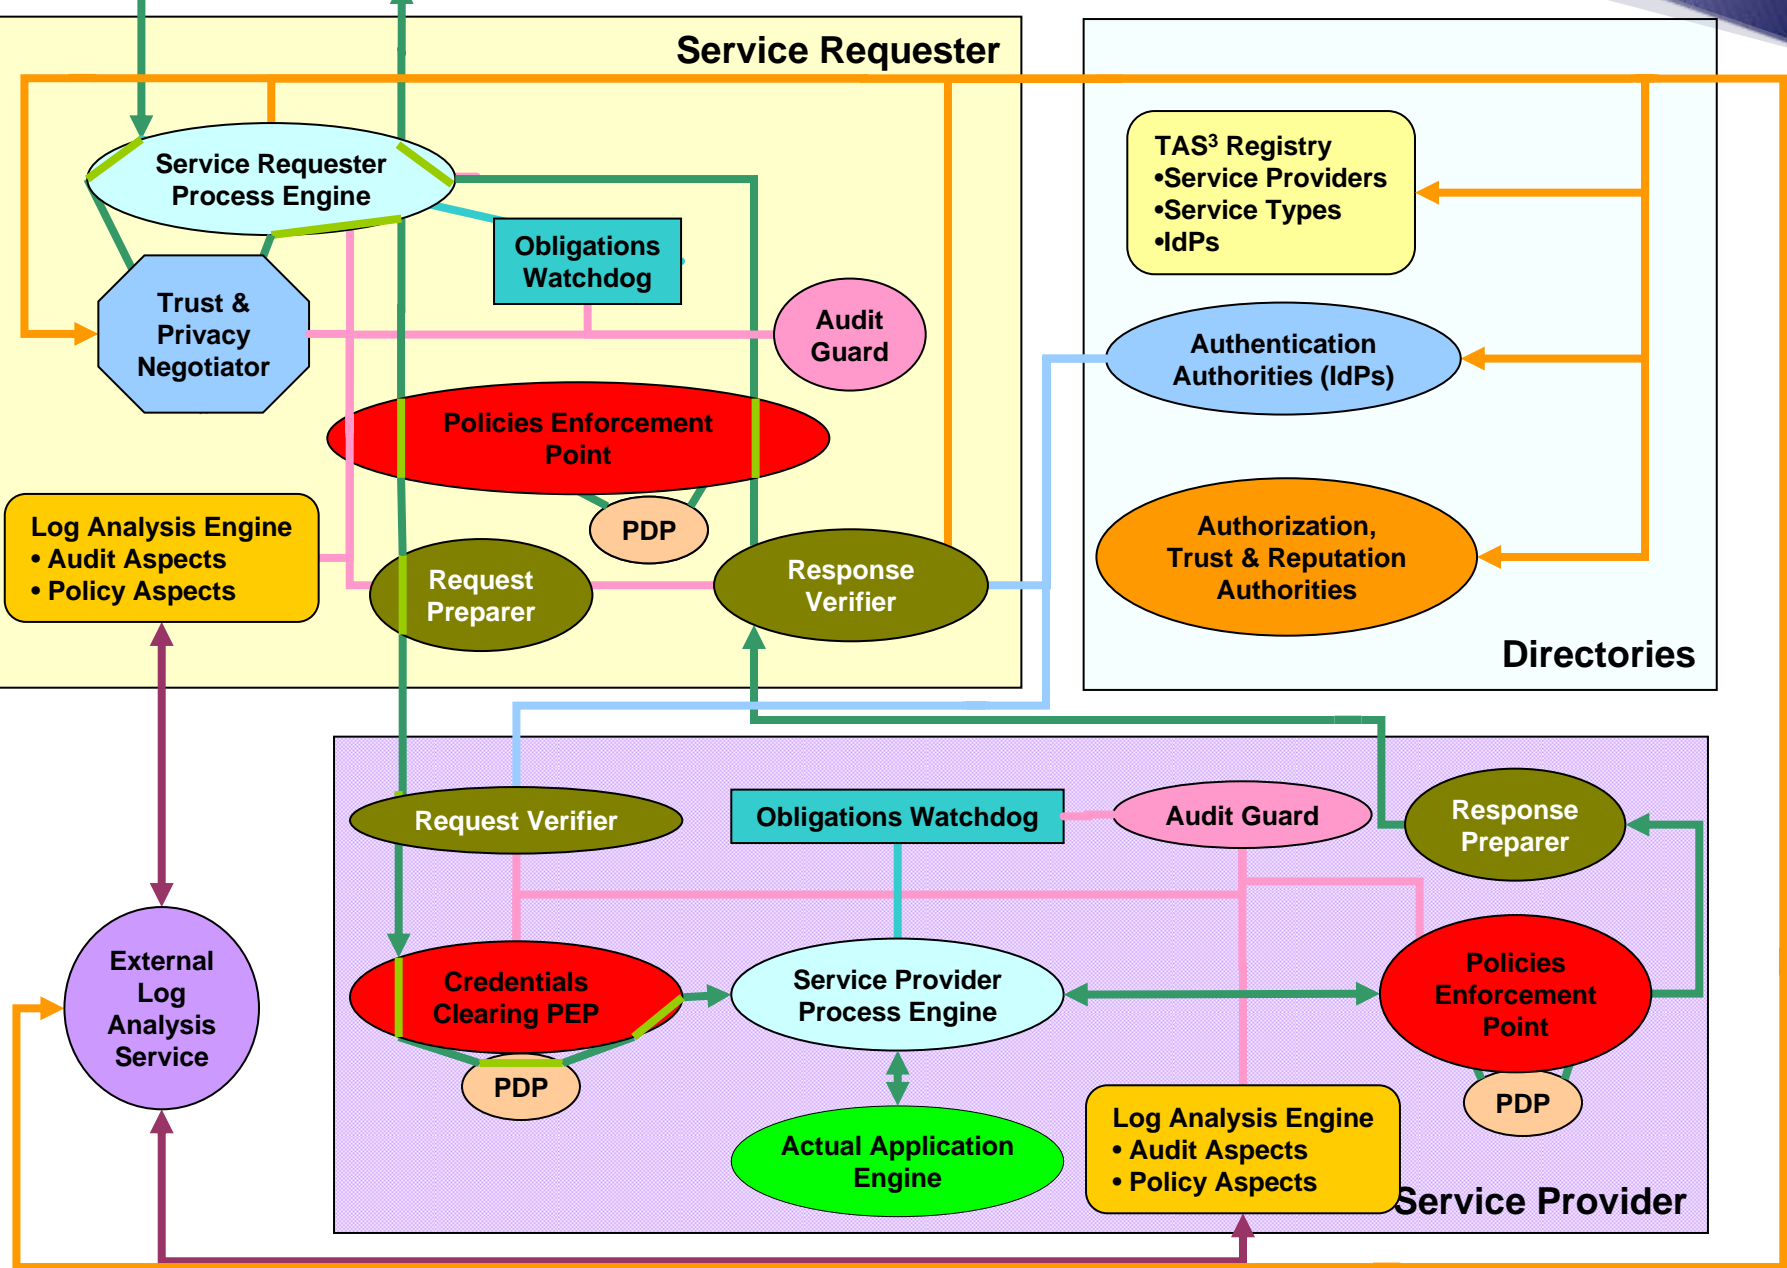 Service Requester
Service Requester
Process Engine
Obligations
Watchdog
Trust &
Privacy
Negotiator
Audit
Guard
Policies Enforcement
Point
PDP
Log Analysis Engine
• Audit Aspects
• Policy Aspects
Request
Preparer
Response
Verifier
TAS³ Registry
•Service Providers
•Service Types
•IdPs
Authentication
Authorities (IdPs)
Authorization,
Trust & Reputation
Authorities
Directories
Request Verifier
Obligations Watchdog
Audit Guard
Response
Preparer
External
Log
Analysis
Service
Credentials
Clearing PEP
PDP
Service Provider
Process Engine
Policies
Enforcement
Point
PDP
Actual Application
Engine
Log Analysis Engine
• Audit Aspects
• Policy Aspects
Service Provider